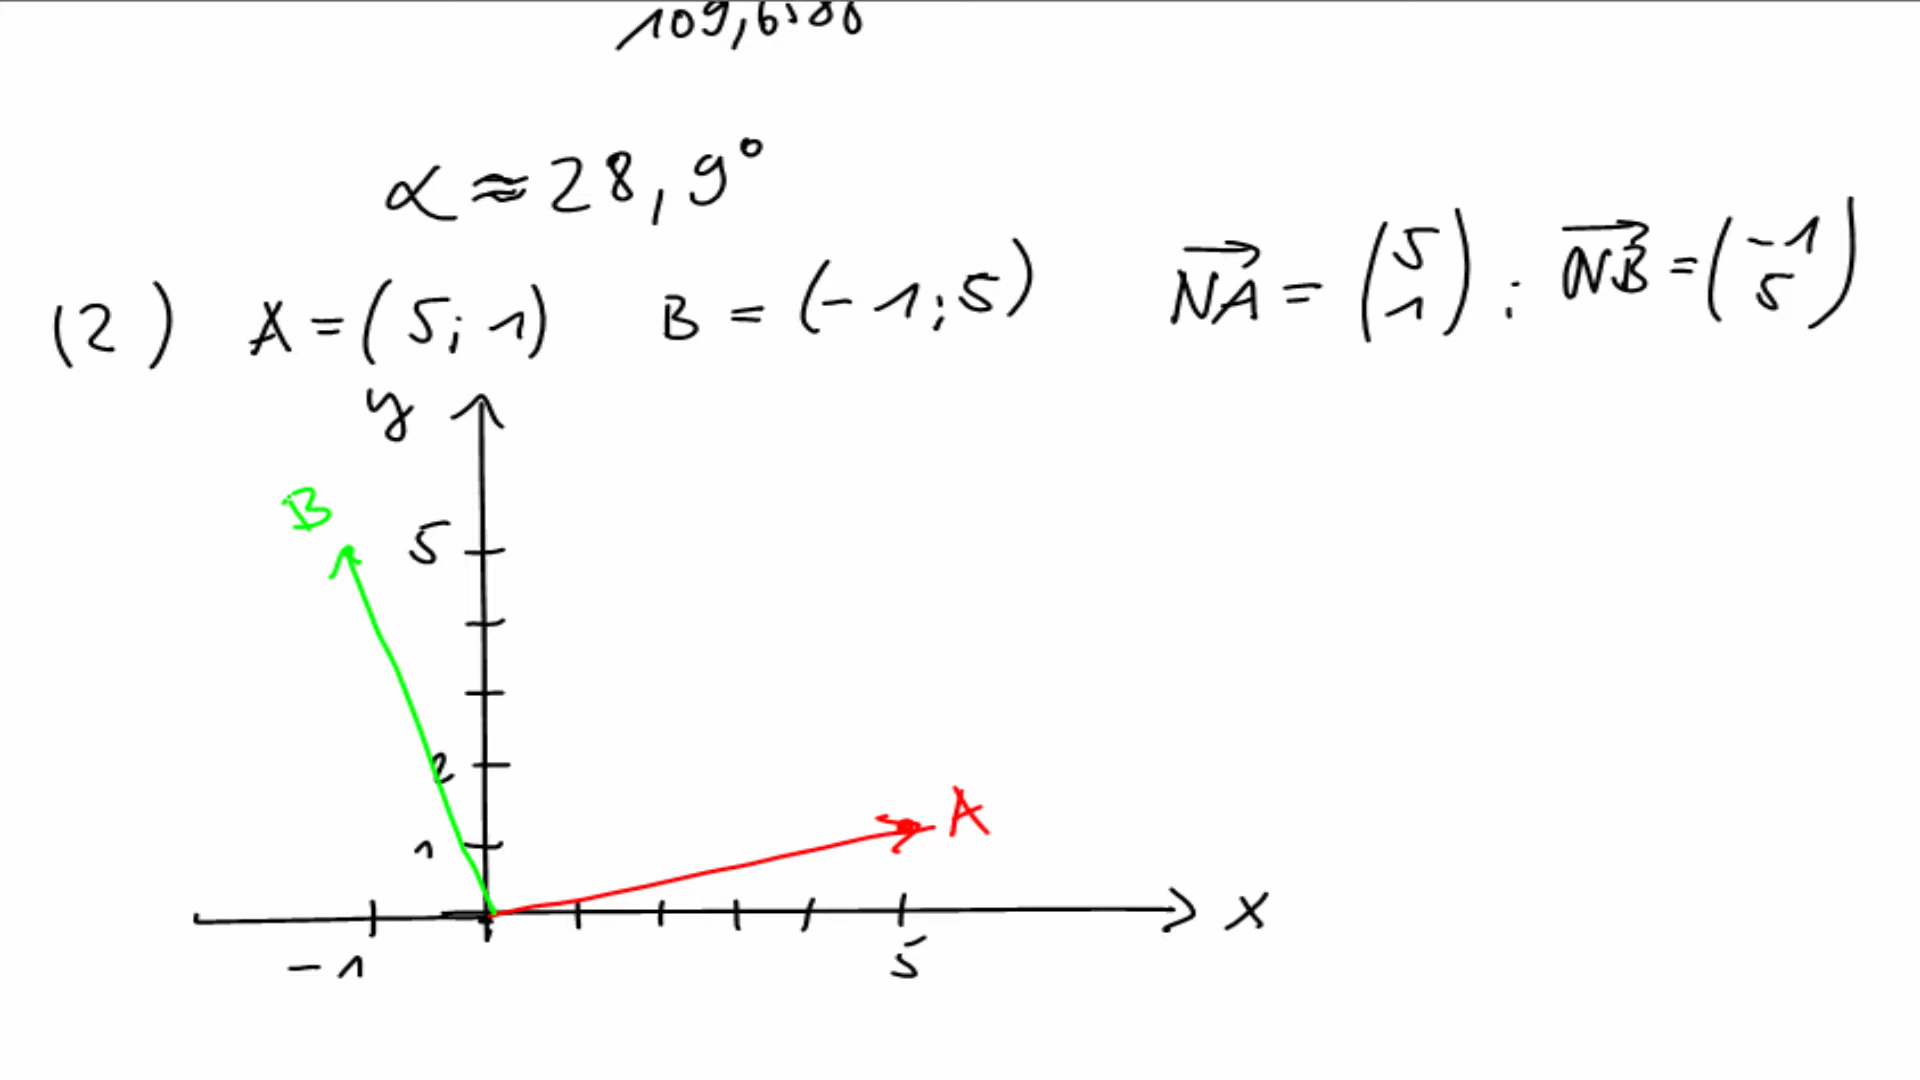 α ≈ 28,9°
(2) A = (5; 1) B = (-1; 5) NA = (5 1) ; NB = (-1 5)
y
B
5
2
A
1
x
-1 5